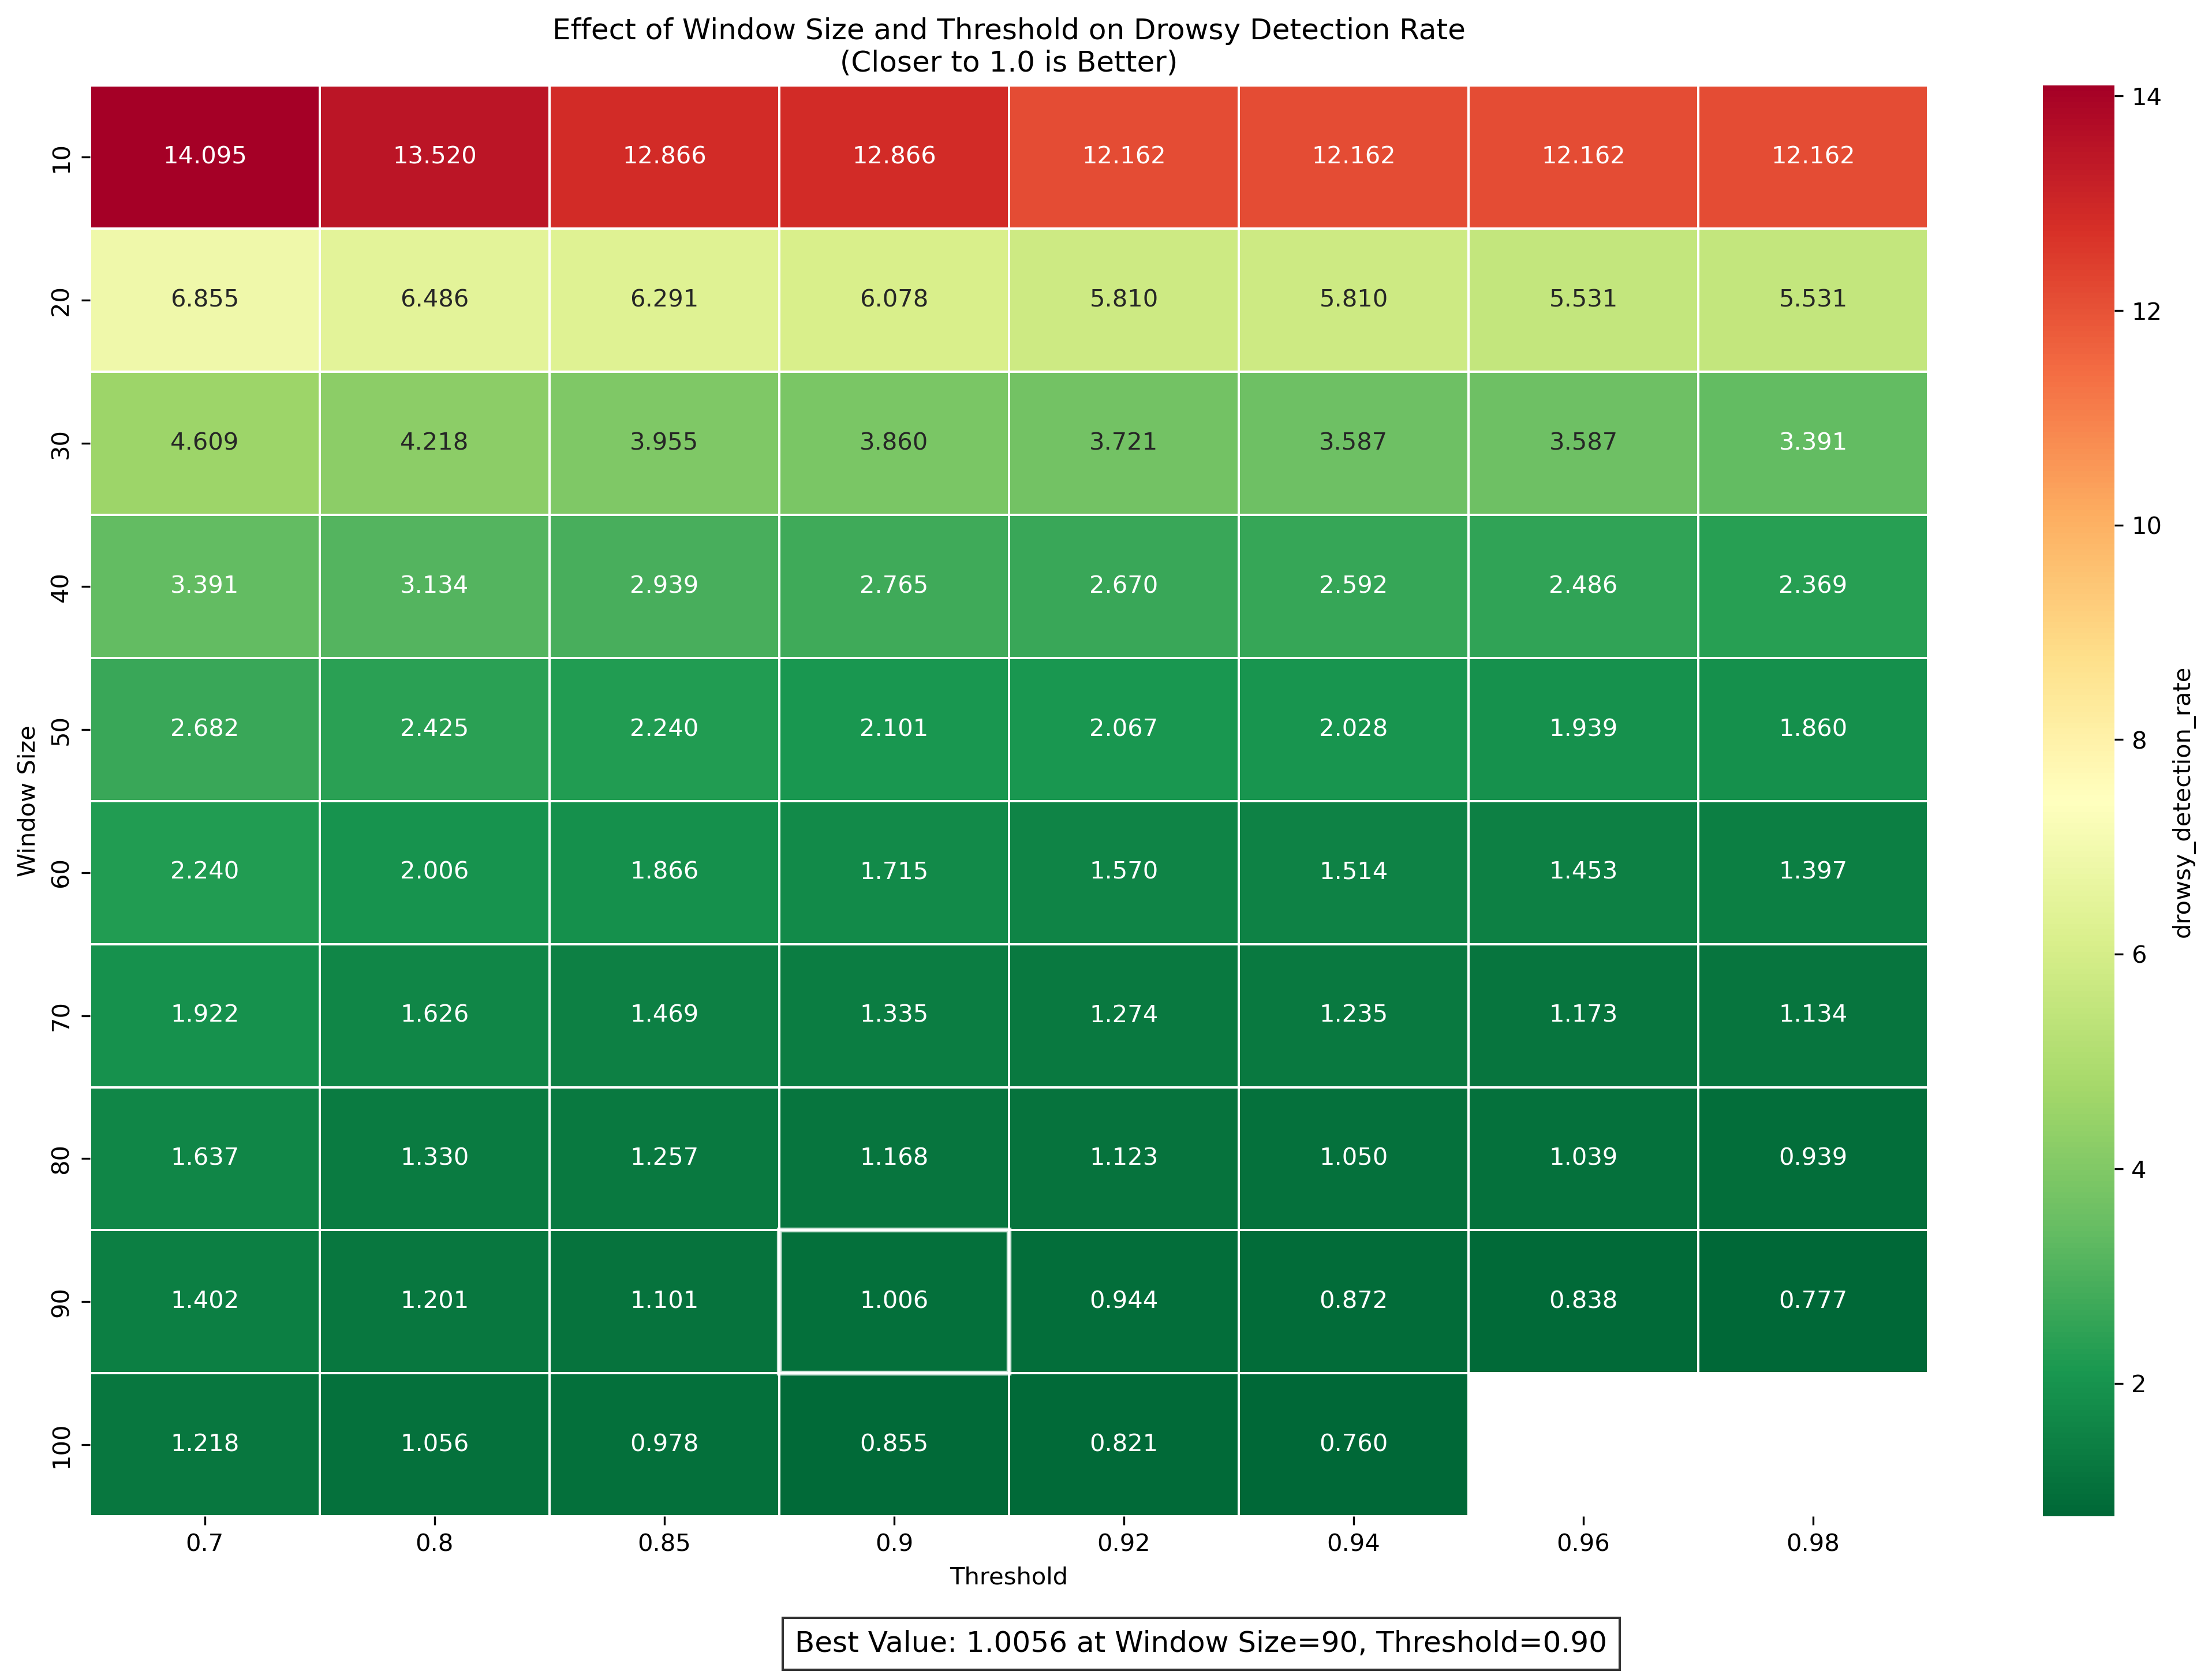 Effect of Window Size and Threshold on Drowsy Detection Rate
(Closer to 1.0 is Better)
Window Size
10 14.095 13.520 12.866 12.866 12.162 12.162 12.162 12.162
20 6.855 6.486 6.291 6.078 5.810 5.810 5.531 5.531
30 4.609 4.218 3.955 3.860 3.721 3.587 3.587 3.391
40 3.391 3.134 2.939 2.765 2.670 2.592 2.486 2.369
50 2.682 2.425 2.240 2.101 2.067 2.028 1.939 1.860
60 2.240 2.006 1.866 1.715 1.570 1.514 1.453 1.397
70 1.922 1.626 1.469 1.335 1.274 1.235 1.173 1.134
80 1.637 1.330 1.257 1.168 1.123 1.050 1.039 0.939
90 1.402 1.201 1.101 1.006 0.944 0.872 0.838 0.777
100 1.218 1.056 0.978 0.855 0.821 0.760
0.7 0.8 0.85 0.9 0.92 0.94 0.96 0.98
Threshold
14
12
10
8
6
4
2
drowsy_detection_rate
Best Value: 1.0056 at Window Size=90, Threshold=0.90